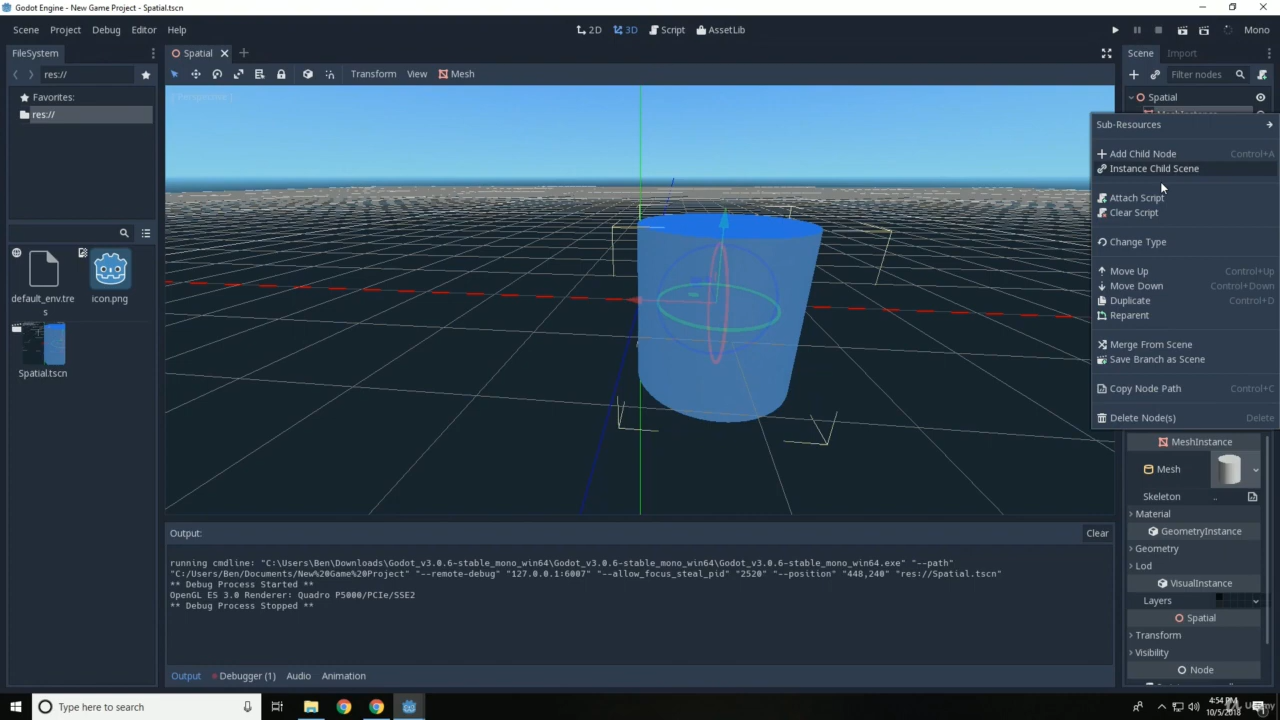 Godot Engine - New Game Project - Spatial.tscn
Scene Project Debug Editor Help
2D 3D Script AssetLib
Mono
FileSystem
Spatial
Scene Import
res://
Transform View Mesh
Filter nodes
Favorites:
res://
[ Perspective ]
Spatial
MeshInstance
Sub-Resources
Add Child Node Control+A
Instance Child Scene
Attach Script
Clear Script
Change Type
Move Up Control+Up
Move Down Control+Down
Duplicate Control+D
Reparent
Merge From Scene
Save Branch as Scene
Copy Node Path Control+C
Delete Node(s) Delete
default_env.tre
s
icon.png
Spatial.tscn
MeshInstance
Mesh
Skeleton ..
Material
GeometryInstance
Geometry
Lod
VisualInstance
Layers
Spatial
Transform
Visibility
Node
Output:
Clear
running cmdline: "C:\Users\Ben\Downloads\Godot_v3.0.6-stable_mono_win64\Godot_v3.0.6-stable_mono_win64\Godot_v3.0.6-stable_mono_win64.exe" "--path"
"C:/Users/Ben/Documents/New%20Game%20Project" "--remote-debug" "127.0.0.1:6007" "--allow_focus_steal_pid" "2520" "--position" "448,240" "res://Spatial.tscn"
** Debug Process Started **
OpenGL ES 3.0 Renderer: Quadro P5000/PCIe/SSE2
** Debug Process Stopped **
Output Debugger (1) Audio Animation
Type here to search
4:54 PM
10/5/2018
Udemy